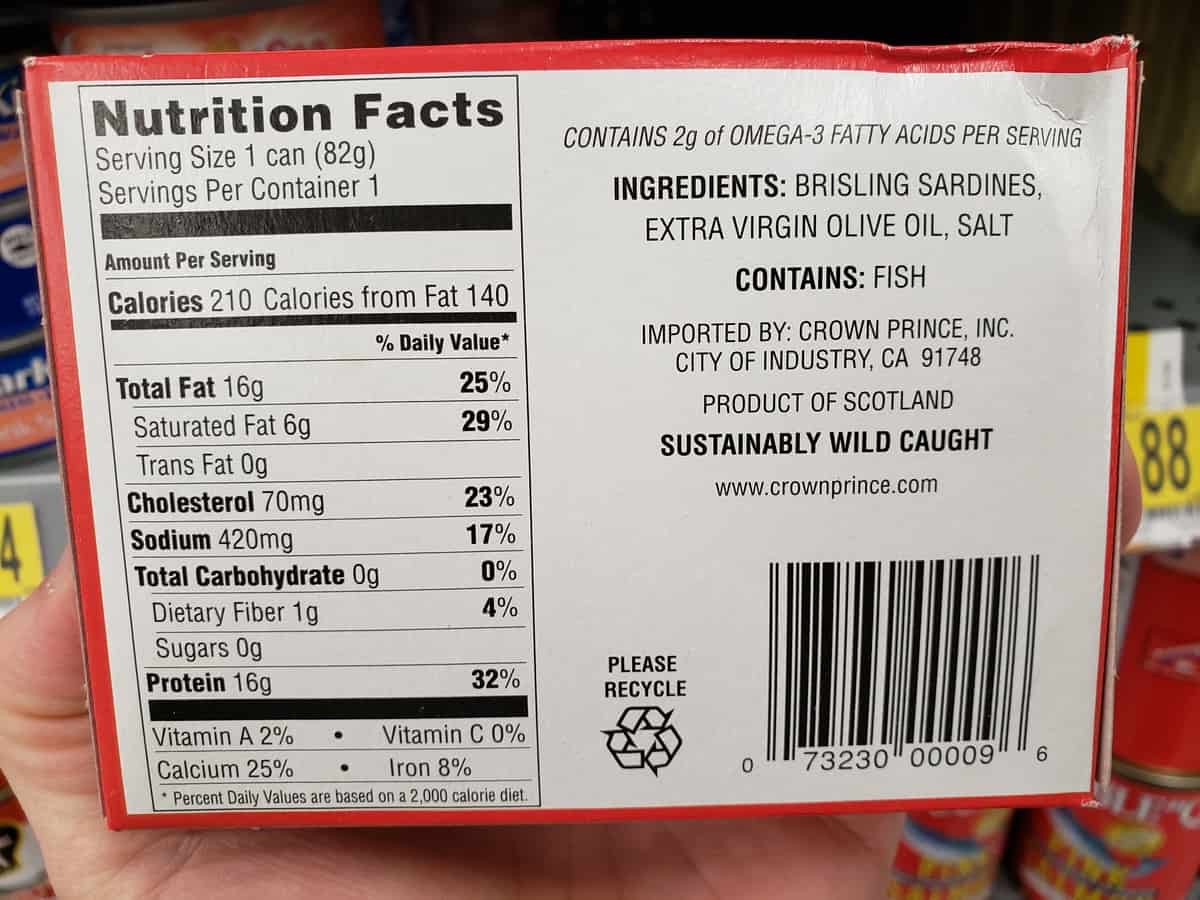 Nutrition Facts
Serving Size 1 can (82g)
Servings Per Container 1
Amount Per Serving
Calories 210 Calories from Fat 140
% Daily Value*
Total Fat 16g 25%
Saturated Fat 6g 29%
Trans Fat 0g
Cholesterol 70mg 23%
Sodium 420mg 17%
Total Carbohydrate 0g 0%
Dietary Fiber 1g 4%
Sugars 0g
Protein 16g 32%
Vitamin A 2% • Vitamin C 0%
Calcium 25% • Iron 8%
* Percent Daily Values are based on a 2,000 calorie diet.
CONTAINS 2g of OMEGA-3 FATTY ACIDS PER SERVING
INGREDIENTS: BRISLING SARDINES,
EXTRA VIRGIN OLIVE OIL, SALT
CONTAINS: FISH
IMPORTED BY: CROWN PRINCE, INC.
CITY OF INDUSTRY, CA 91748
PRODUCT OF SCOTLAND
SUSTAINABLY WILD CAUGHT
www.crownprince.com
PLEASE
RECYCLE
0 73230 00009 6
88
4